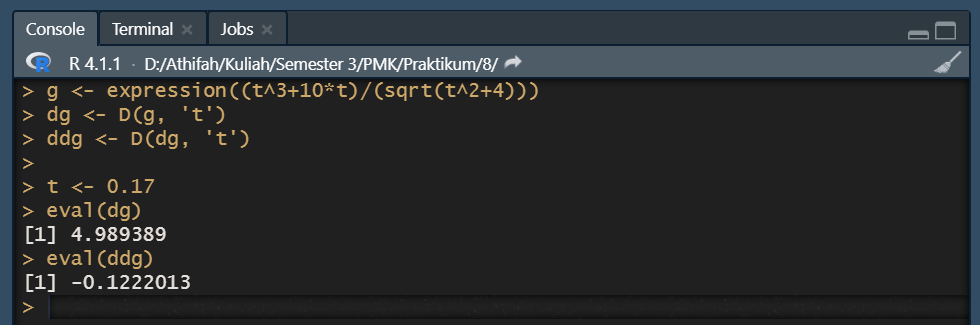 Console Terminal Jobs
R 4.1.1 · D:/Athifah/Kuliah/Semester 3/PMK/Praktikum/8/
> g <- expression((t^3+10*t)/(sqrt(t^2+4)))
> dg <- D(g, 't')
> ddg <- D(dg, 't')
>
> t <- 0.17
> eval(dg)
[1] 4.989389
> eval(ddg)
[1] -0.1222013
>